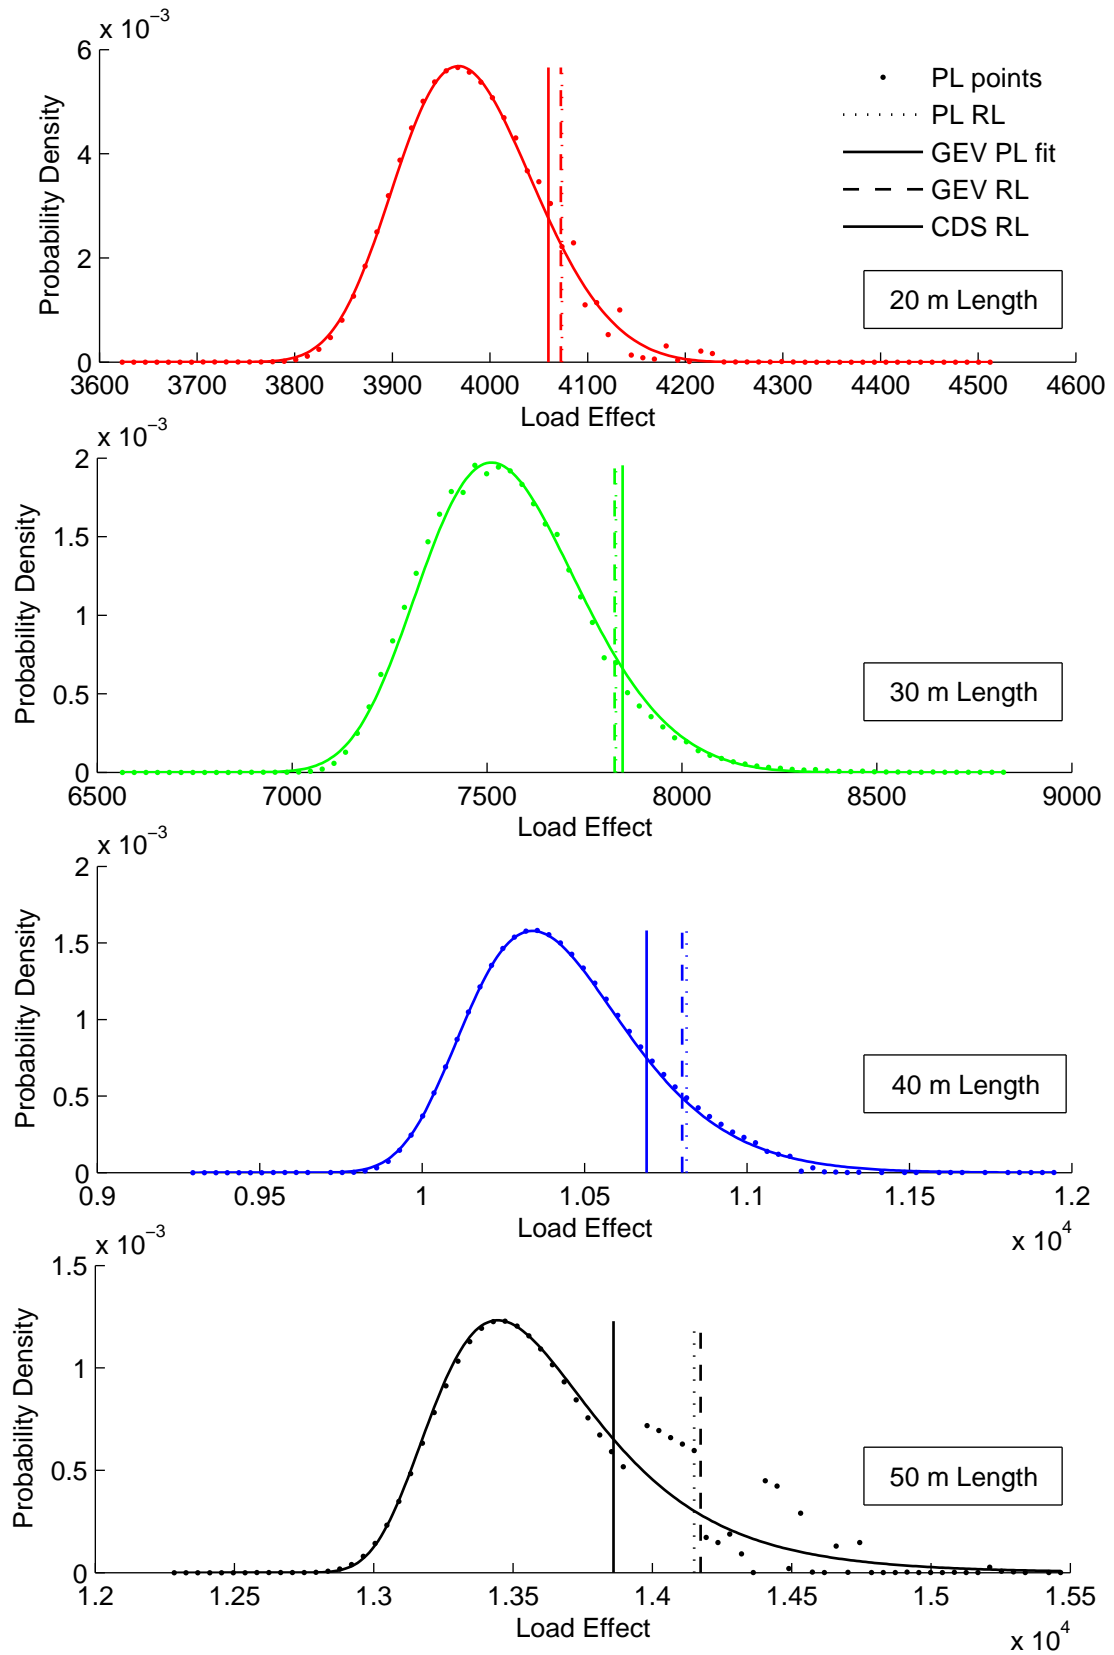 x 10⁻³
6
4
2
0
Probability Density
3600 3700 3800 3900 4000 4100 4200 4300 4400 4500 4600
Load Effect
PL points
PL RL
GEV PL fit
GEV RL
CDS RL
20 m Length
x 10⁻³
2
1.5
1
0.5
0
Probability Density
6500 7000 7500 8000 8500 9000
Load Effect
30 m Length
x 10⁻³
2
1.5
1
0.5
0
Probability Density
0.9 0.95 1 1.05 1.1 1.15 1.2
Load Effect
x 10⁴
40 m Length
x 10⁻³
1.5
1
0.5
0
Probability Density
1.2 1.25 1.3 1.35 1.4 1.45 1.5 1.55
Load Effect
x 10⁴
50 m Length